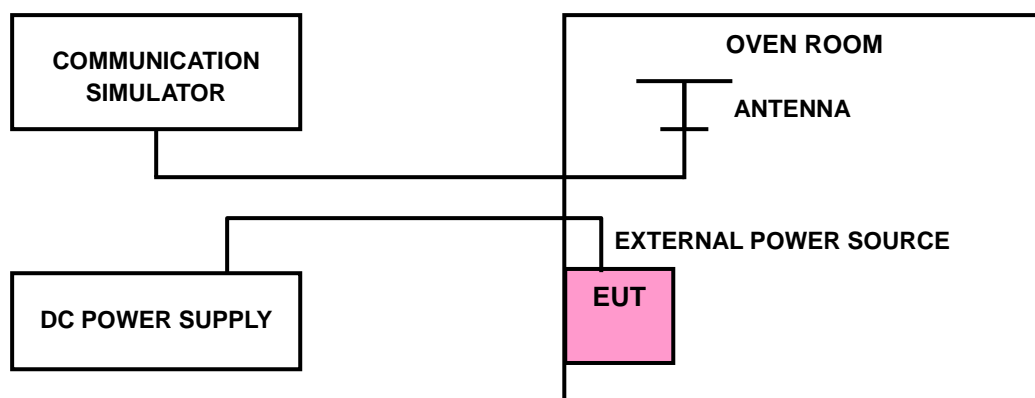 COMMUNICATION
SIMULATOR
OVEN ROOM
ANTENNA
EXTERNAL POWER SOURCE
DC POWER SUPPLY
EUT